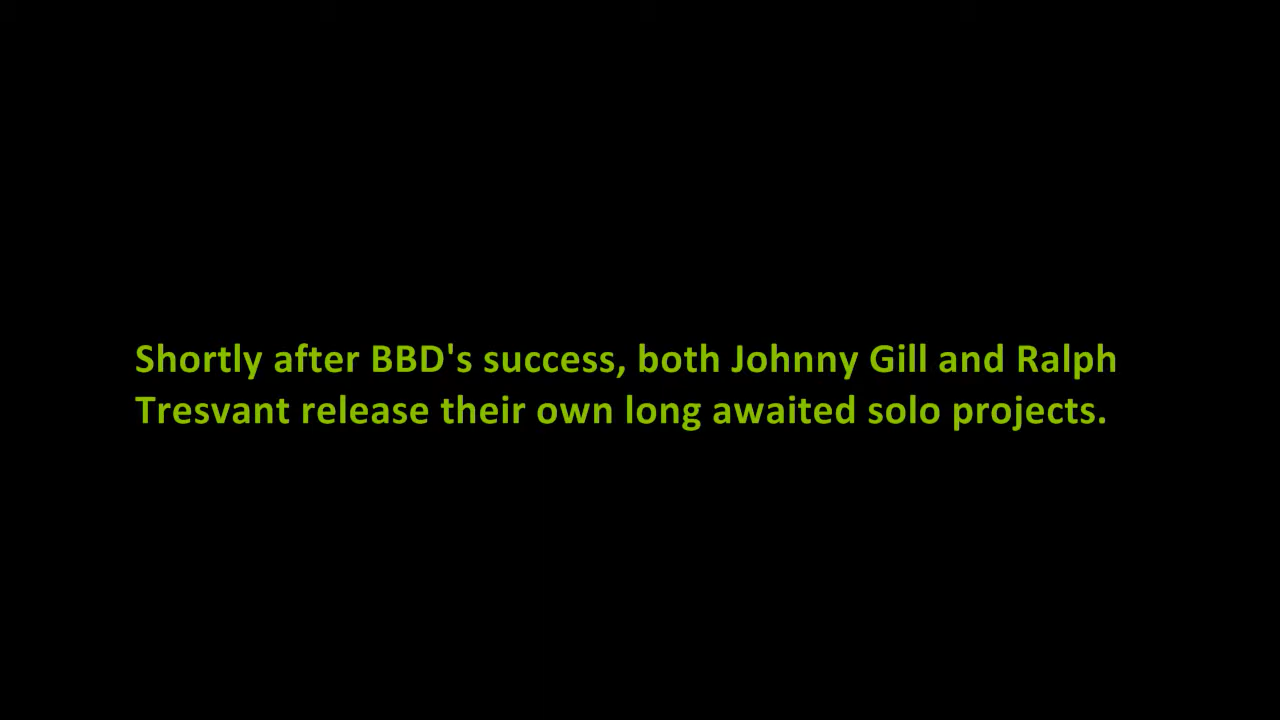 Shortly after BBD's success, both Johnny Gill and Ralph
Tresvant release their own long awaited solo projects.